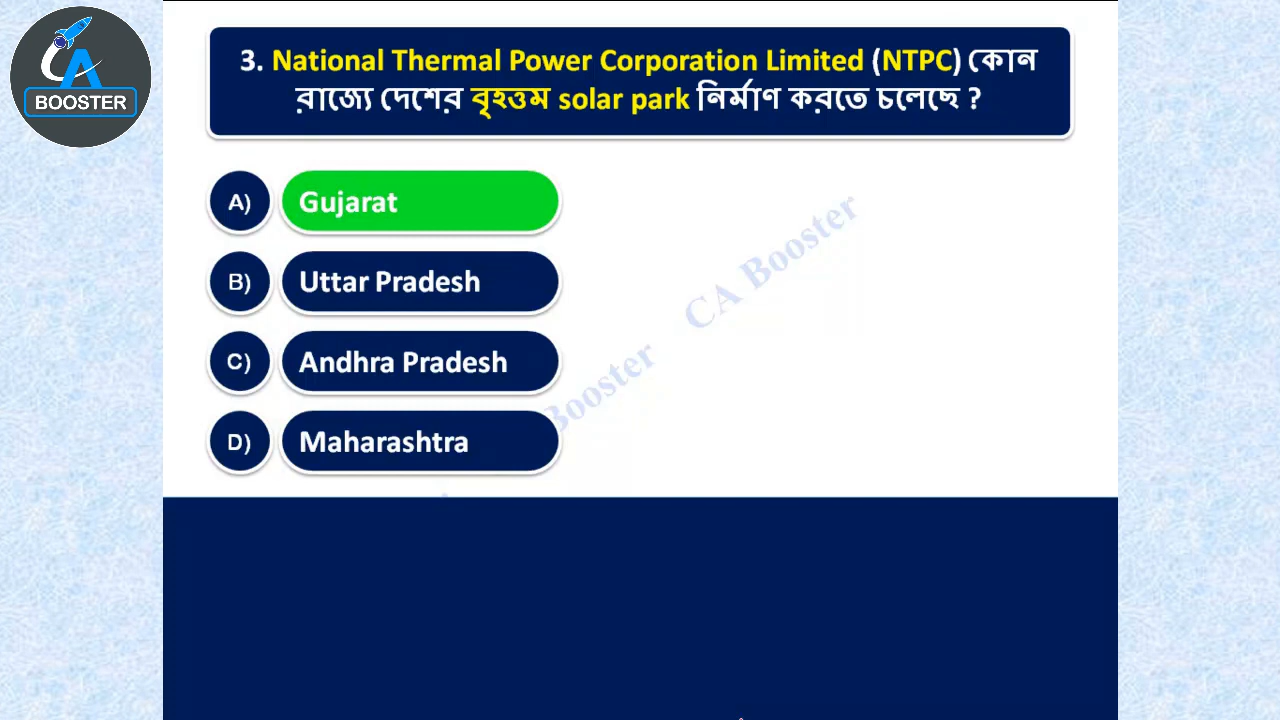 CA
BOOSTER
3. National Thermal Power Corporation Limited (NTPC) কোন
রাজ্যে দেশের বৃহত্তম solar park নির্মাণ করতে চলেছে ?
A) Gujarat
B) Uttar Pradesh
C) Andhra Pradesh
D) Maharashtra
CA Booster
Booster